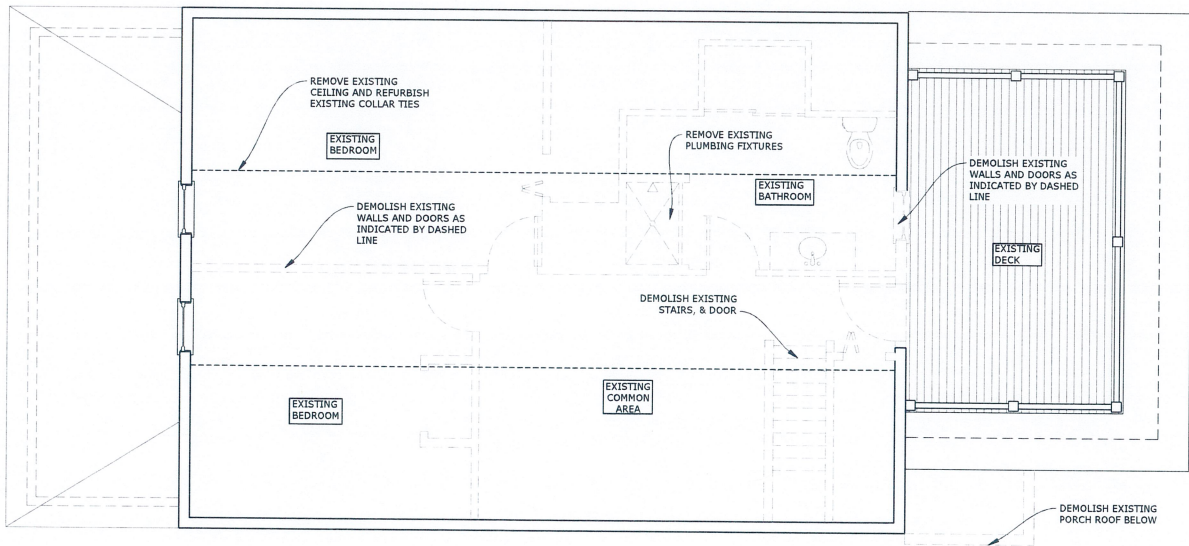 REMOVE EXISTING
CEILING AND REFURBISH
EXISTING COLLAR TIES
EXISTING
BEDROOM
REMOVE EXISTING
PLUMBING FIXTURES
EXISTING
BATHROOM
DEMOLISH EXISTING
WALLS AND DOORS AS
INDICATED BY DASHED
LINE
DEMOLISH EXISTING
WALLS AND DOORS AS
INDICATED BY DASHED
LINE
EXISTING
DECK
DEMOLISH EXISTING
STAIRS, & DOOR
EXISTING
BEDROOM
EXISTING
COMMON
AREA
DEMOLISH EXISTING
PORCH ROOF BELOW